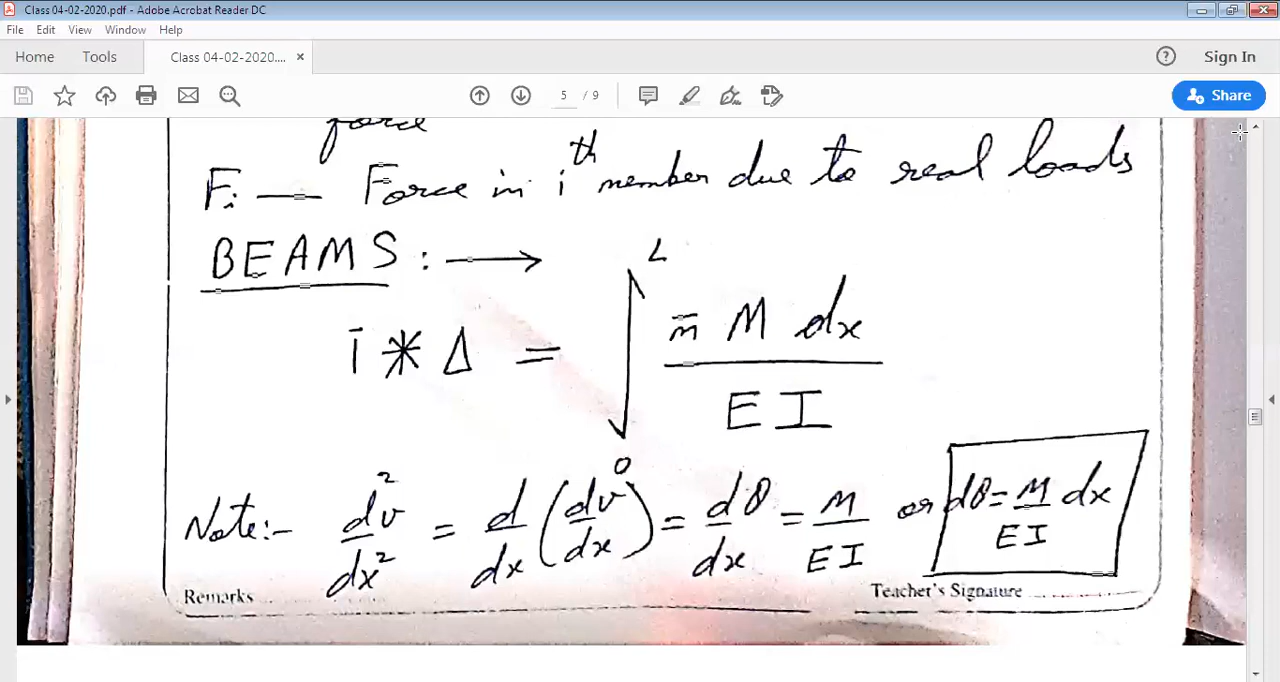 Class 04-02-2020.pdf - Adobe Acrobat Reader DC
File Edit View Window Help
Home Tools Class 04-02-2020.... × ? Sign In
5 / 9 Share
force
Fᵢ — Force in iᵗʰ member due to real loads
BEAMS :→
1̄ * Δ = ∫₀ᴸ m̄ M dx / EI
Note:- d²v/dx² = d/dx (dv/dx) = dθ/dx = M/EI or dθ = M/EI dx
Remarks Teacher's Signature